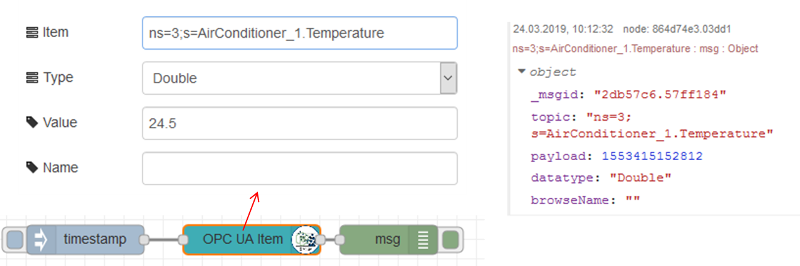 Item
ns=3;s=AirConditioner_1.Temperature
Type
Double
Value
24.5
Name
timestamp
OPC UA Item
msg
24.03.2019, 10:12:32 node: 864d74e3.03dd1
ns=3;s=AirConditioner_1.Temperature : msg : Object
object
_msgid: "2db57c6.57ff184"
topic: "ns=3;
s=AirConditioner_1.Temperature"
payload: 1553415152812
datatype: "Double"
browseName: ""